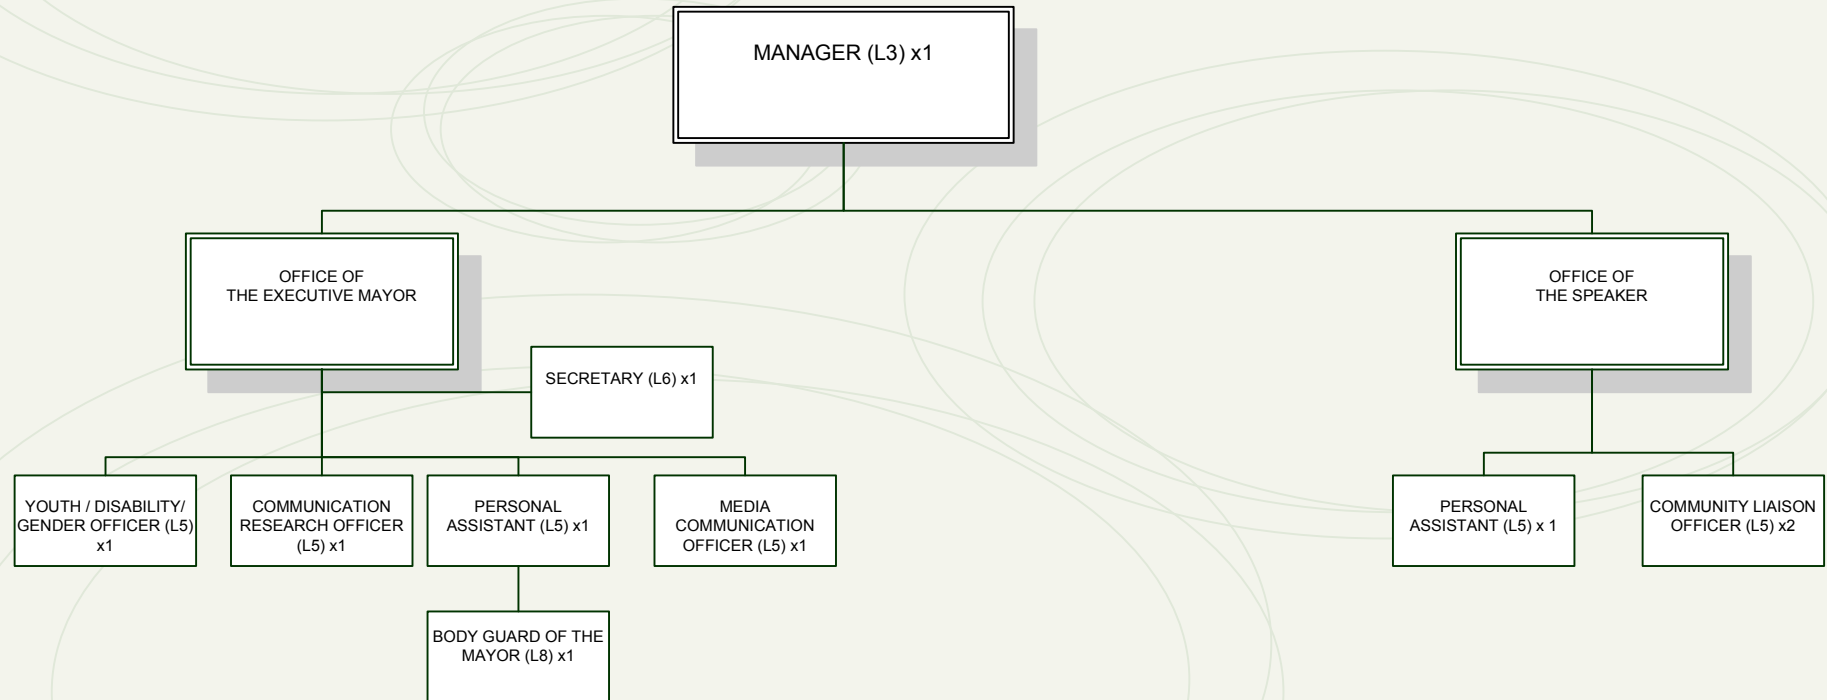 MANAGER (L3) x1
OFFICE OF
THE EXECUTIVE MAYOR
OFFICE OF
THE SPEAKER
SECRETARY (L6) x1
YOUTH / DISABILITY/
GENDER OFFICER (L5)
x1
COMMUNICATION
RESEARCH OFFICER
(L5) x1
PERSONAL
ASSISTANT (L5) x1
MEDIA
COMMUNICATION
OFFICER (L5) x1
PERSONAL
ASSISTANT (L5) x 1
COMMUNITY LIAISON
OFFICER (L5) x2
BODY GUARD OF THE
MAYOR (L8) x1